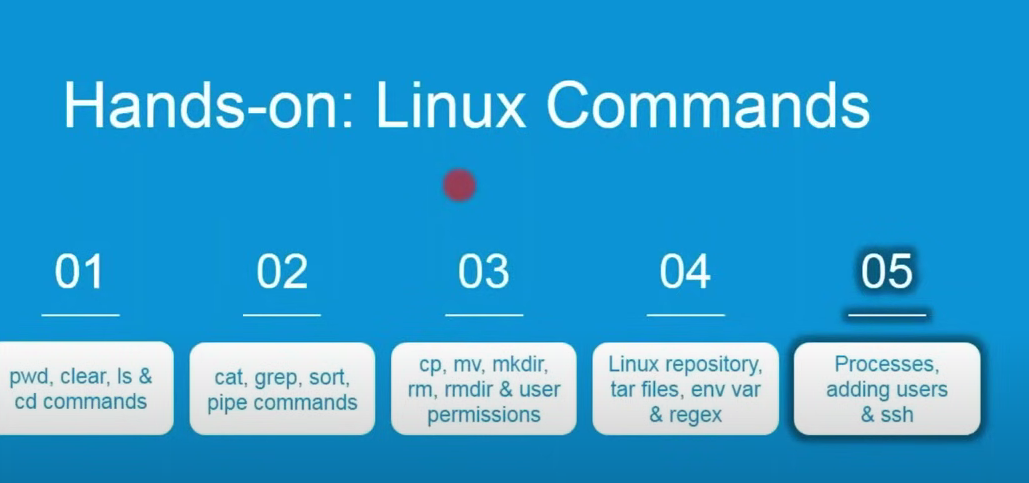 Hands-on: Linux Commands
01
pwd, clear, ls &
cd commands
02
cat, grep, sort,
pipe commands
03
cp, mv, mkdir,
rm, rmdir & user
permissions
04
Linux repository,
tar files, env var
& regex
05
Processes,
adding users
& ssh